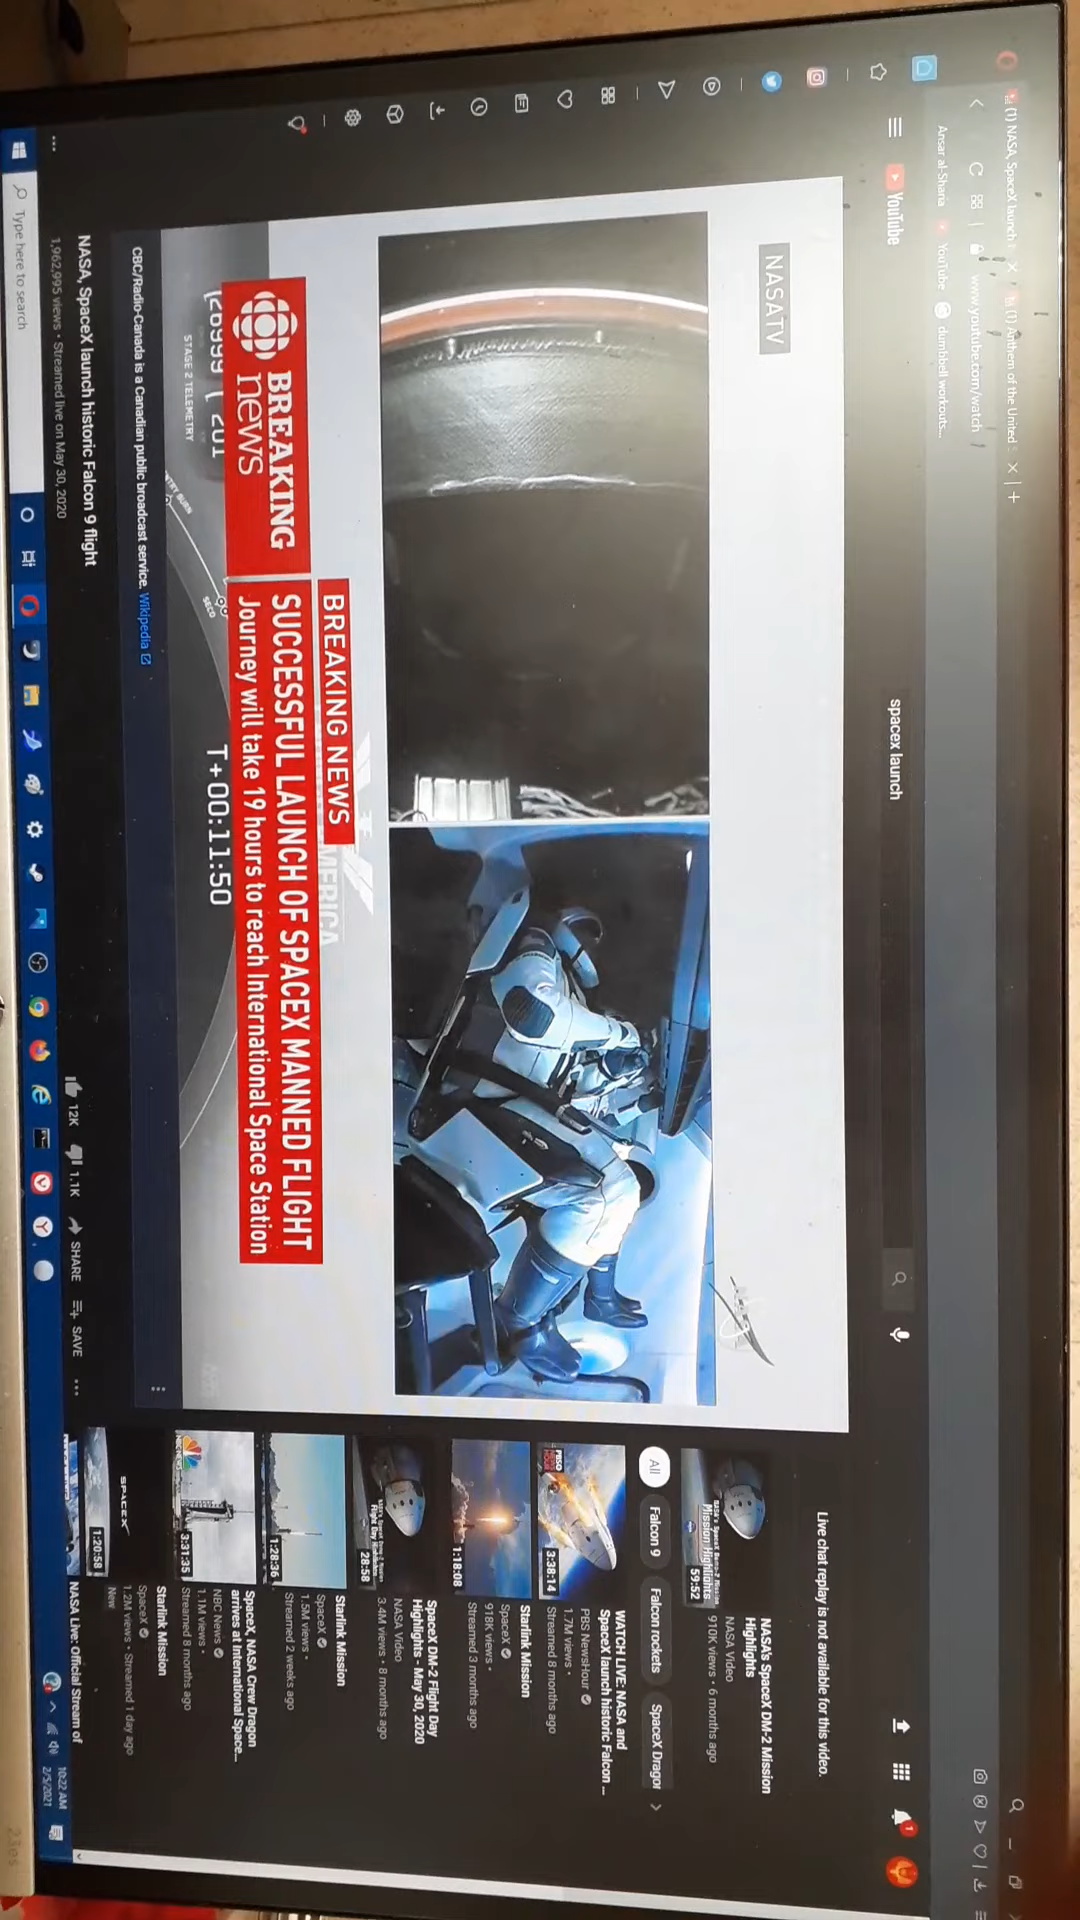 (1) NASA, SpaceX launch
(1) Anthem of the United
www.youtube.com/watch
Ansar al-Sharia
YouTube
dumbbell workouts...
YouTube
spacex launch
1
NASA TV
BREAKING NEWS
BREAKING
news
SUCCESSFUL LAUNCH OF SPACEX MANNED FLIGHT
Journey will take 19 hours to reach International Space Station
STAGE 2 TELEMETRY
SECO
T+00:11:50
CBC/Radio-Canada is a Canadian public broadcast service. Wikipedia
NASA, SpaceX launch historic Falcon 9 flight
1,962,995 views • Streamed live on May 30, 2020
12K
1.1K
SHARE
SAVE
Live chat replay is not available for this video.
NASA's SpaceX DM-2 Mission
Highlights
NASA Video
910K views • 6 months ago
Mission Highlights
59:52
All
Falcon 9
Falcon rockets
SpaceX Dragon
WATCH LIVE: NASA and
SpaceX launch historic Falcon ...
PBS NewsHour
1.7M views •
Streamed 8 months ago
3:38:14
Starlink Mission
SpaceX
918K views •
Streamed 3 months ago
1:18:08
SpaceX DM-2 Flight Day
Highlights - May 30, 2020
NASA Video
3.4M views • 8 months ago
28:58
Starlink Mission
SpaceX
1.5M views •
Streamed 2 weeks ago
1:28:36
SpaceX, NASA Crew Dragon
arrives at International Space...
NBC News
1.1M views •
Streamed 8 months ago
3:31:35
Starlink Mission
SpaceX
1.2M views • Streamed 1 day ago
New
SPACEX
1:20:58
NASA Live: Official Stream of
Type here to search
10:22 AM
2/5/2021